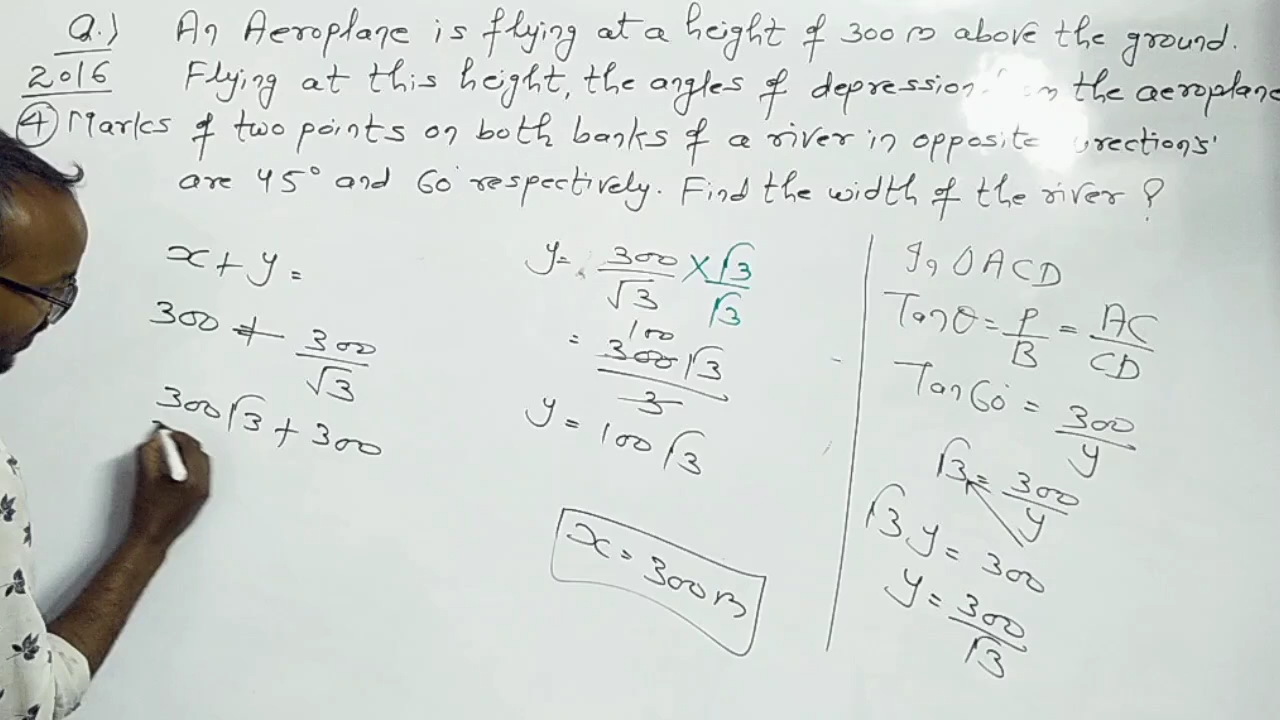 Q.) An Aeroplane is flying at a height of 300 m above the ground.
2016 Flying at this height, the angles of depression the aeroplane
④ Marks of two points on both banks of a river in opposite
are 45° and 60° respectively. Find the width of the river ?
x + y =
300 + 300/√3
300√3 + 300
y = 300/√3 × √3/√3
= 300√3/3 100
y = 100√3
x = 300 m
In ΔACD
Tanθ = P/B = AC/CD
Tan60° = 300/y
√3 = 300/y
√3 y = 300
y = 300/√3